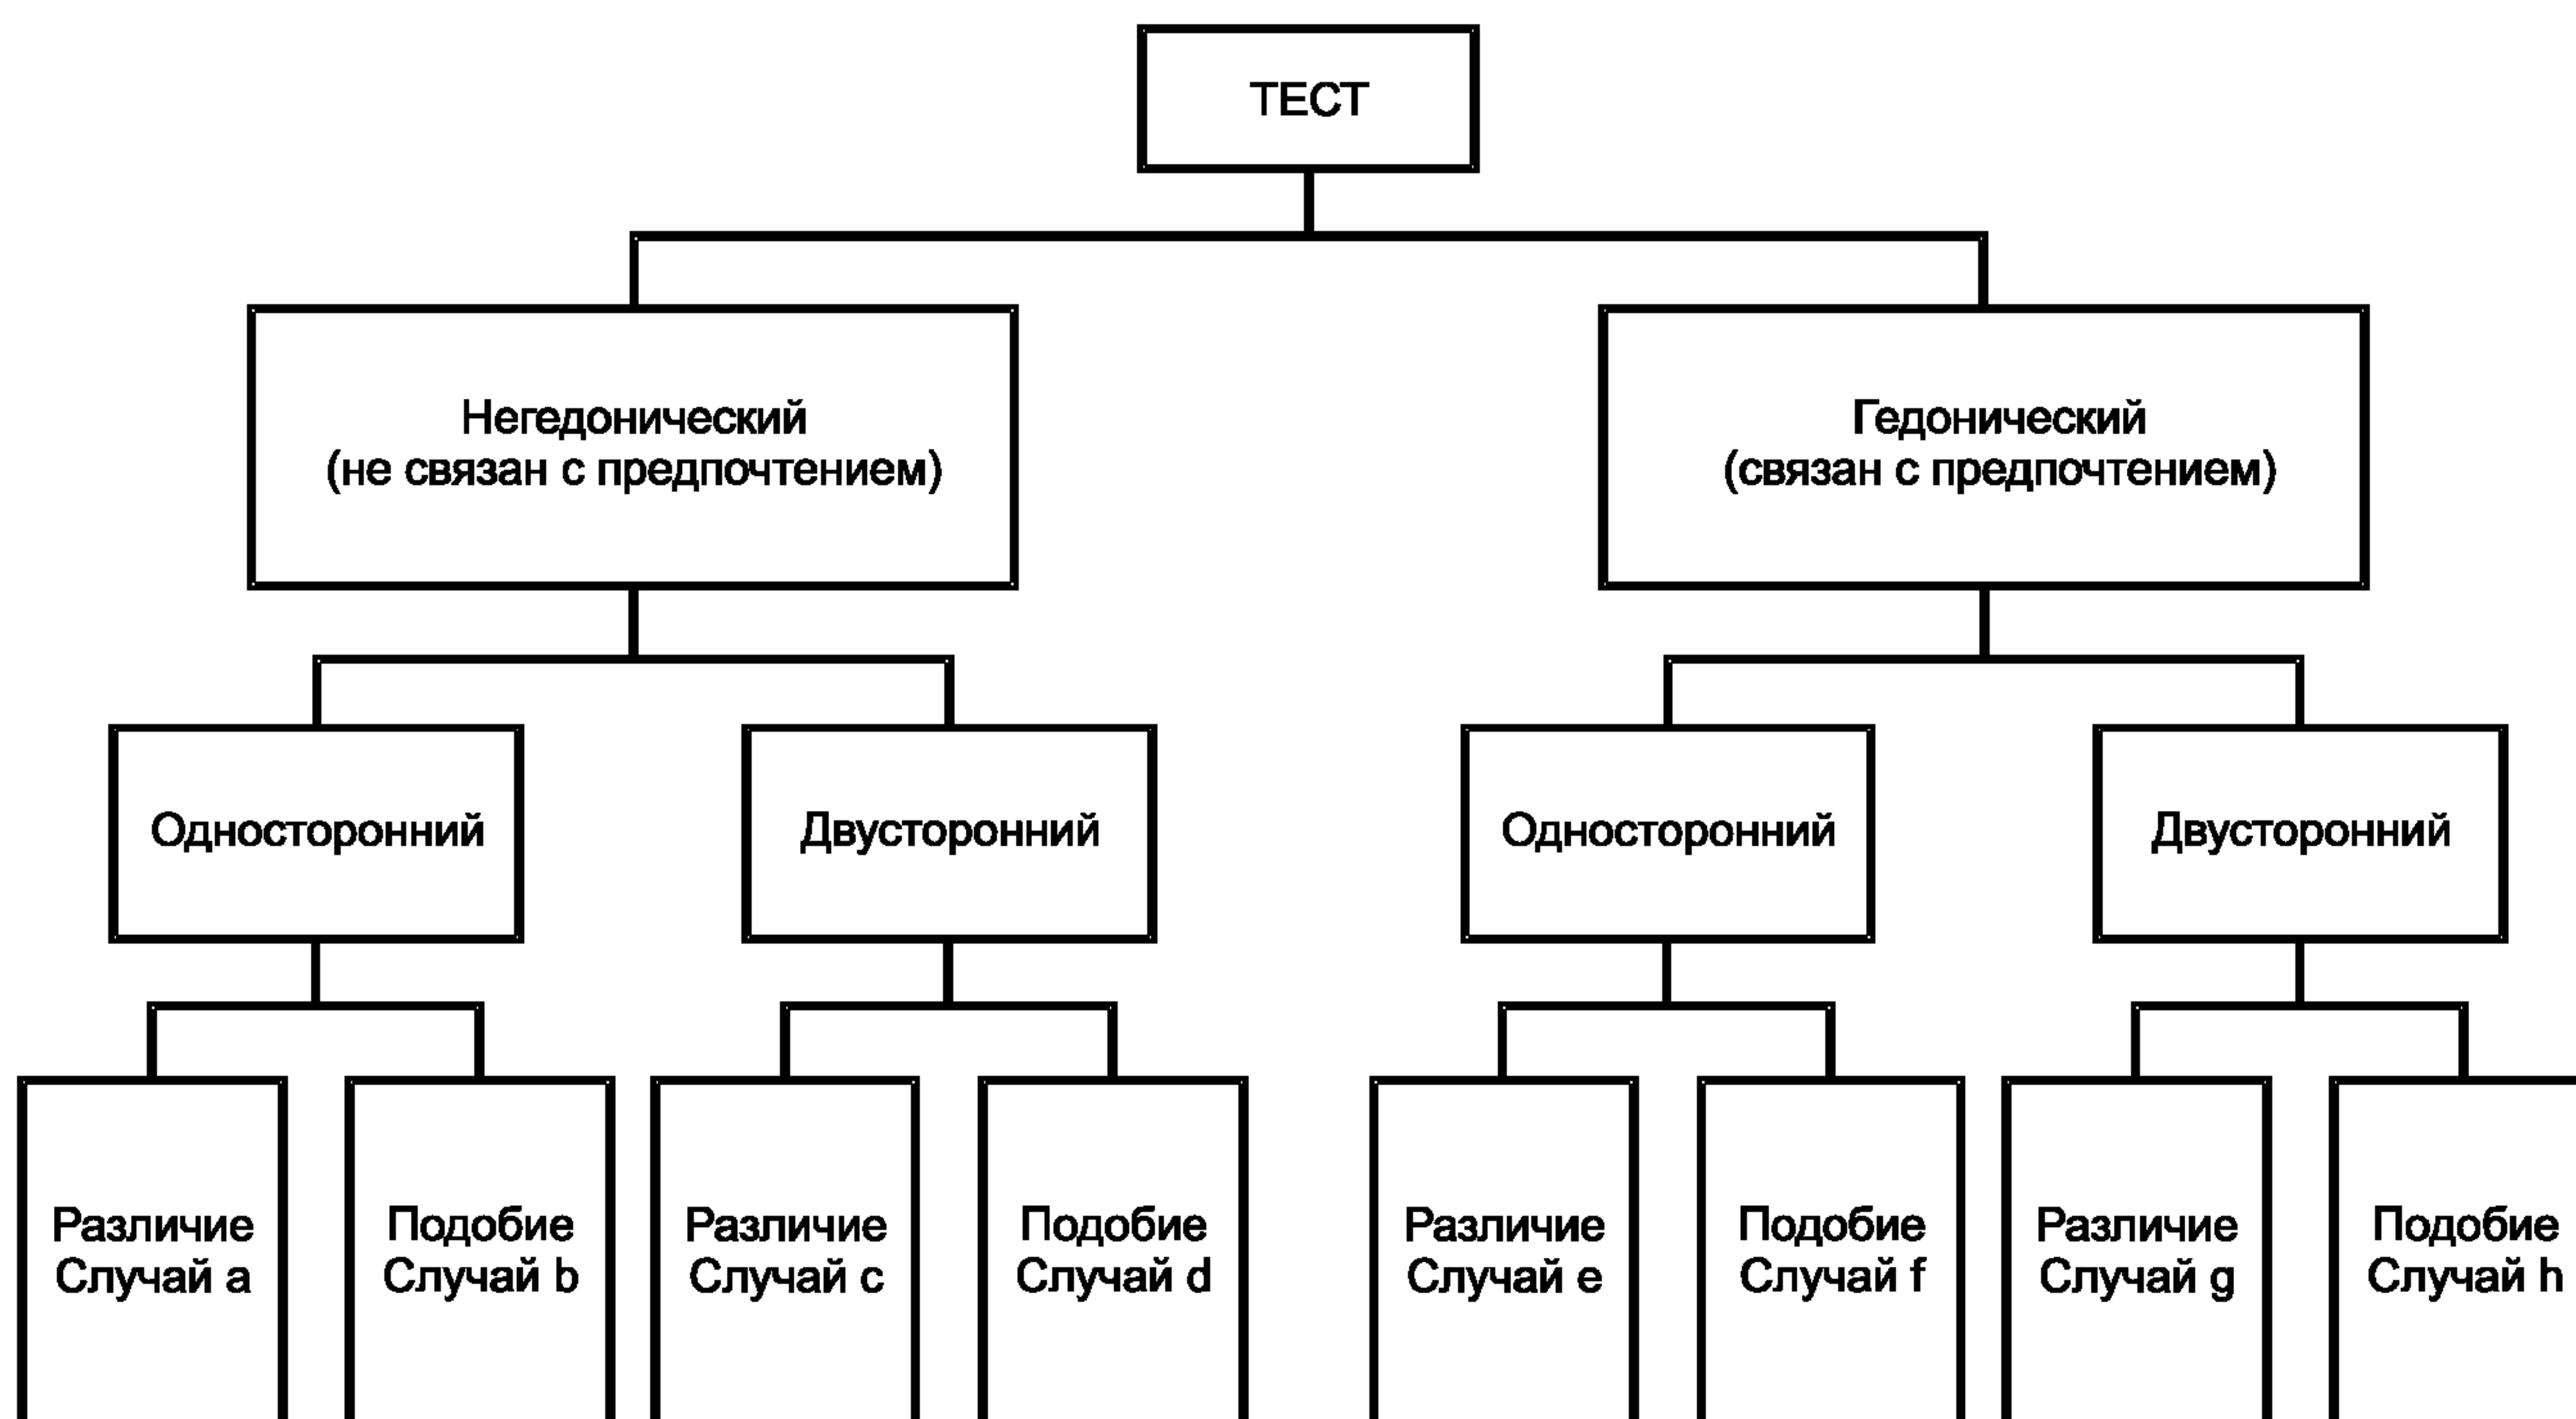 ТЕСТ
Негедонический
(не связан с предпочтением)
Гедонический
(связан с предпочтением)
Односторонний
Двусторонний
Односторонний
Двусторонний
Различие
Случай a
Подобие
Случай b
Различие
Случай c
Подобие
Случай d
Различие
Случай e
Подобие
Случай f
Различие
Случай g
Подобие
Случай h